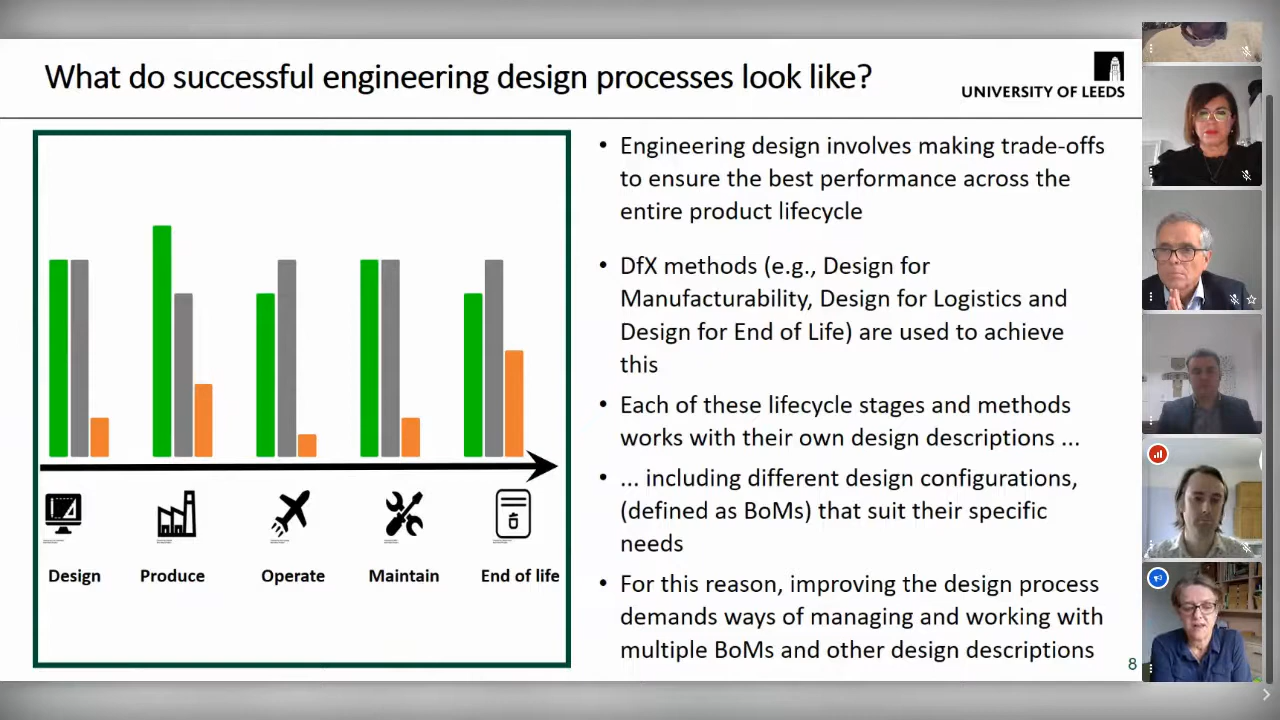 What do successful engineering design processes look like?
UNIVERSITY OF LEEDS
Design
Produce
Operate
Maintain
End of life
• Engineering design involves making trade-offs
to ensure the best performance across the
entire product lifecycle
• DfX methods (e.g., Design for
Manufacturability, Design for Logistics and
Design for End of Life) are used to achieve
this
• Each of these lifecycle stages and methods
works with their own design descriptions ...
• ... including different design configurations,
(defined as BoMs) that suit their specific
needs
• For this reason, improving the design process
demands ways of managing and working with
multiple BoMs and other design descriptions
8